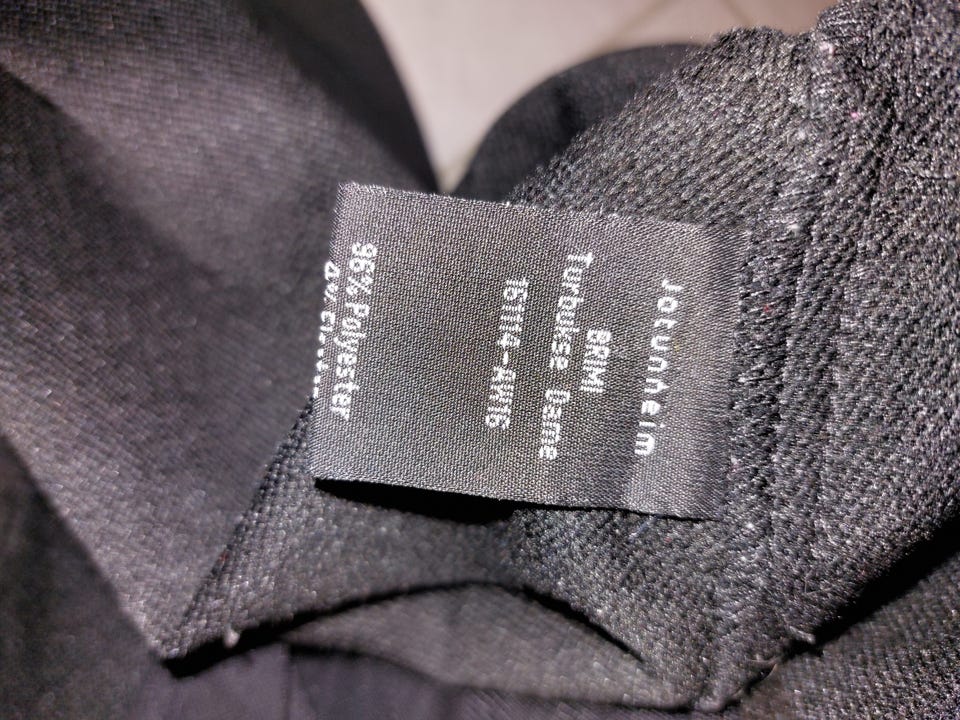 Jotunheim
BRIMI
Turbukse Dame
15114-AW16
96% Polyester